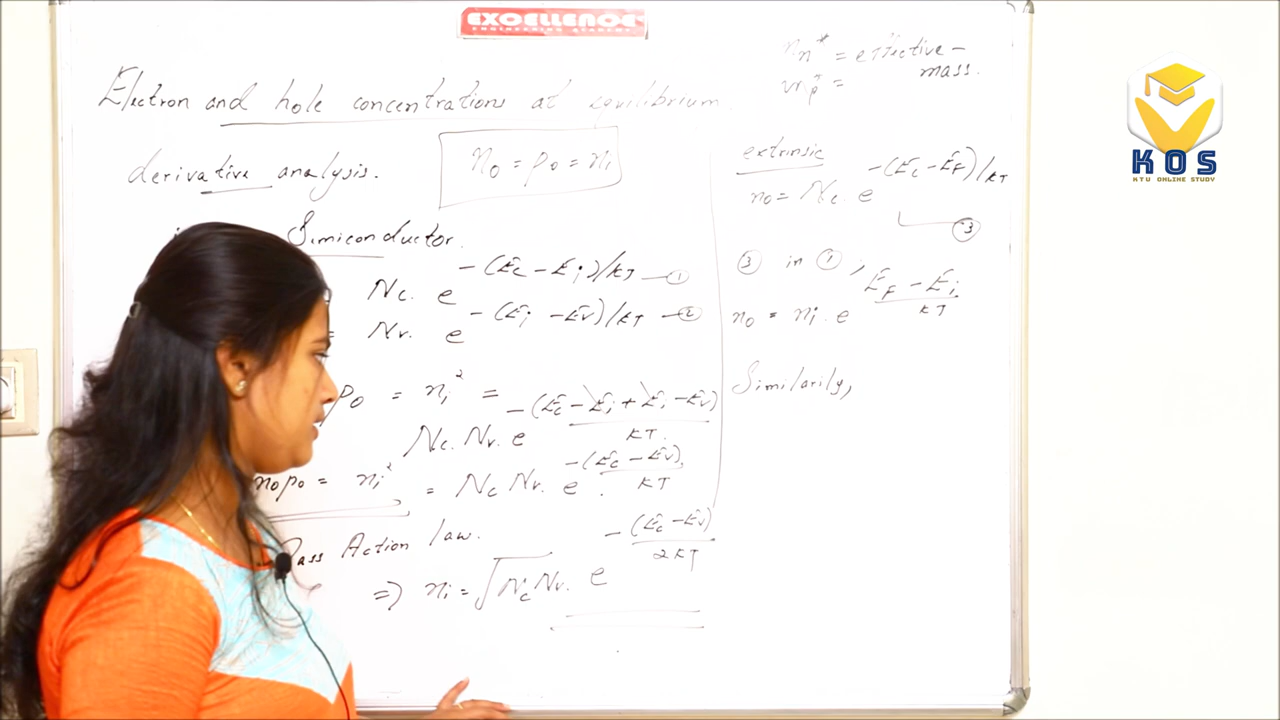 EXCELLENCE
ENGINEERING ACADEMY
Electron and hole concentrations at equilibrium
derivative analysis.
n₀ = p₀ = nᵢ
Simiconductor.
Nc. e^-(Ec - Ei)/kT — ①
= Nv. e^-(Ei - Ev)/kT — ②
p₀ = nᵢ² =
Nc. Nv. e^-(Ec - Ei + Ei - Ev)/kT.
n₀p₀ = nᵢ² = Nc Nv. e^-(Ec - Ev)/kT.
Mass Action law.
⇒ nᵢ = √Nc Nv. e^-(Ec - Ev)/2kT
mn* = effective-
mp* = mass.
extrinsic
n₀ = Nc. e^-(Ec - EF)/kT
③
③ in ①;
n₀ = nᵢ. e^(EF - Ei)/kT
Similarily,
KOS
KTU ONLINE STUDY